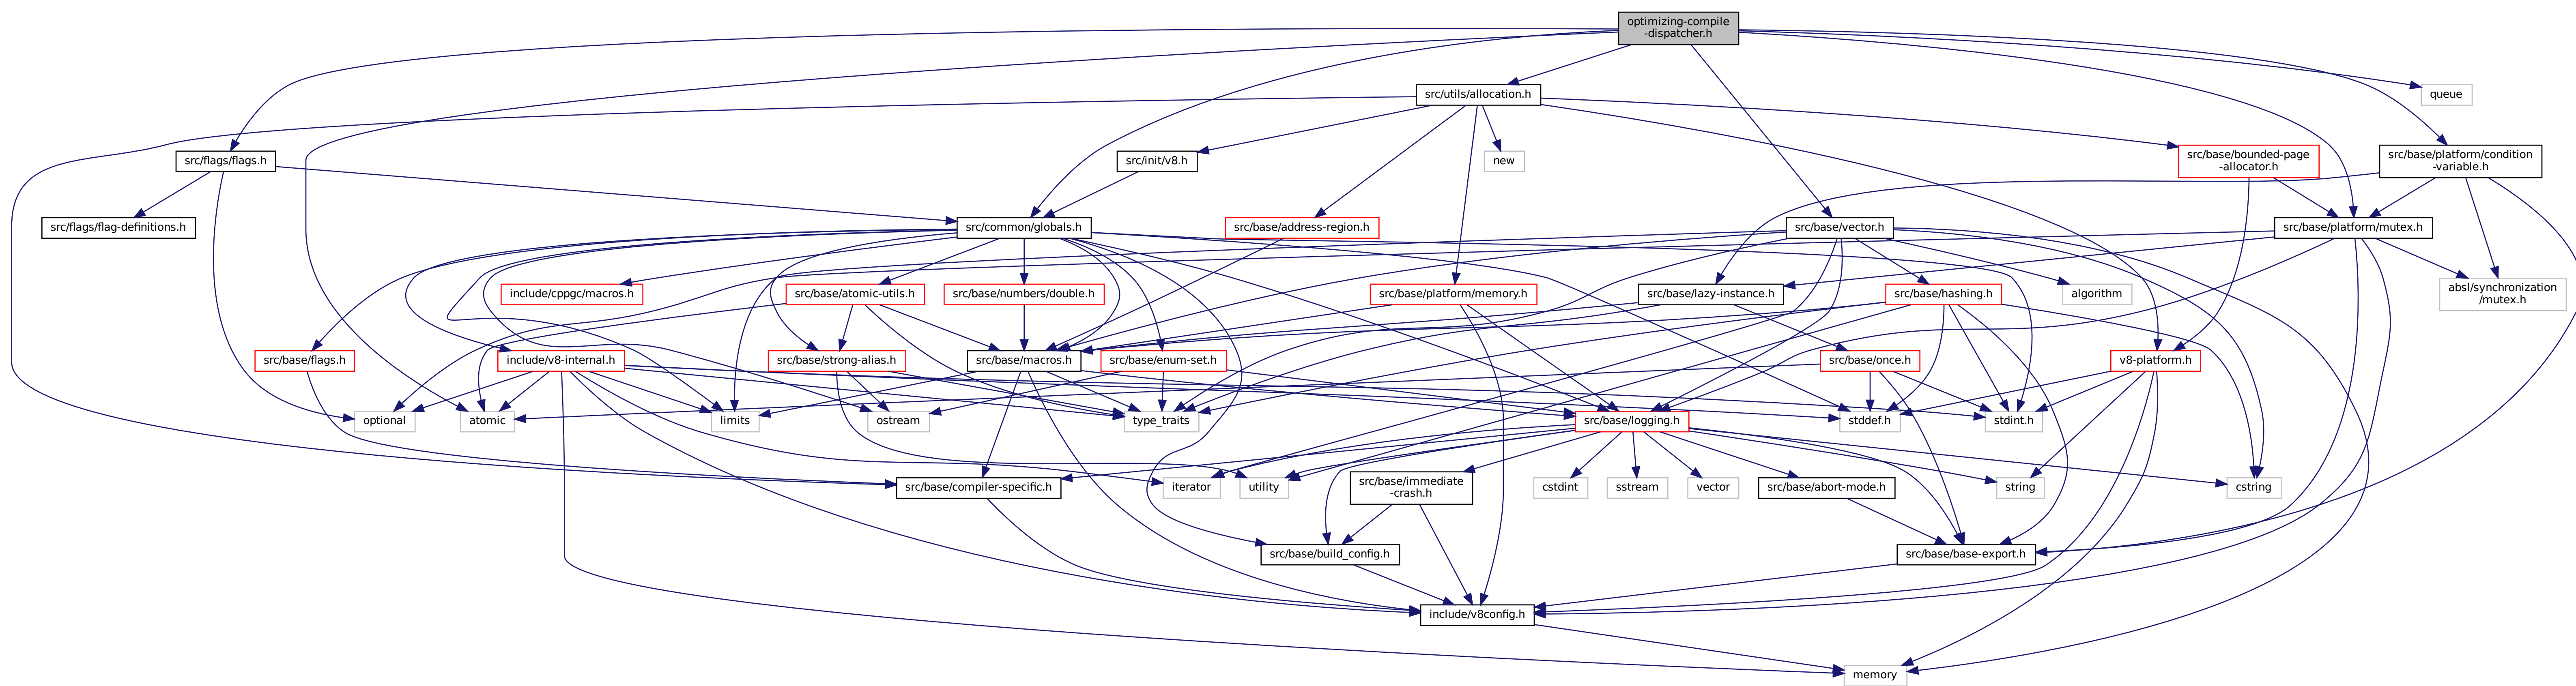 optimizing-compile
-dispatcher.h
src/utils/allocation.h
queue
src/flags/flags.h
src/init/v8.h
new
src/base/bounded-page
-allocator.h
src/base/platform/condition
-variable.h
src/flags/flag-definitions.h
src/common/globals.h
src/base/address-region.h
src/base/vector.h
src/base/platform/mutex.h
include/cppgc/macros.h
src/base/atomic-utils.h
src/base/numbers/double.h
src/base/platform/memory.h
src/base/lazy-instance.h
src/base/hashing.h
algorithm
absl/synchronization
/mutex.h
src/base/flags.h
include/v8-internal.h
src/base/strong-alias.h
src/base/macros.h
src/base/enum-set.h
src/base/once.h
v8-platform.h
optional
atomic
limits
ostream
type_traits
src/base/logging.h
stddef.h
stdint.h
src/base/compiler-specific.h
iterator
utility
src/base/immediate
-crash.h
cstdint
sstream
vector
src/base/abort-mode.h
string
cstring
src/base/build_config.h
src/base/base-export.h
include/v8config.h
memory